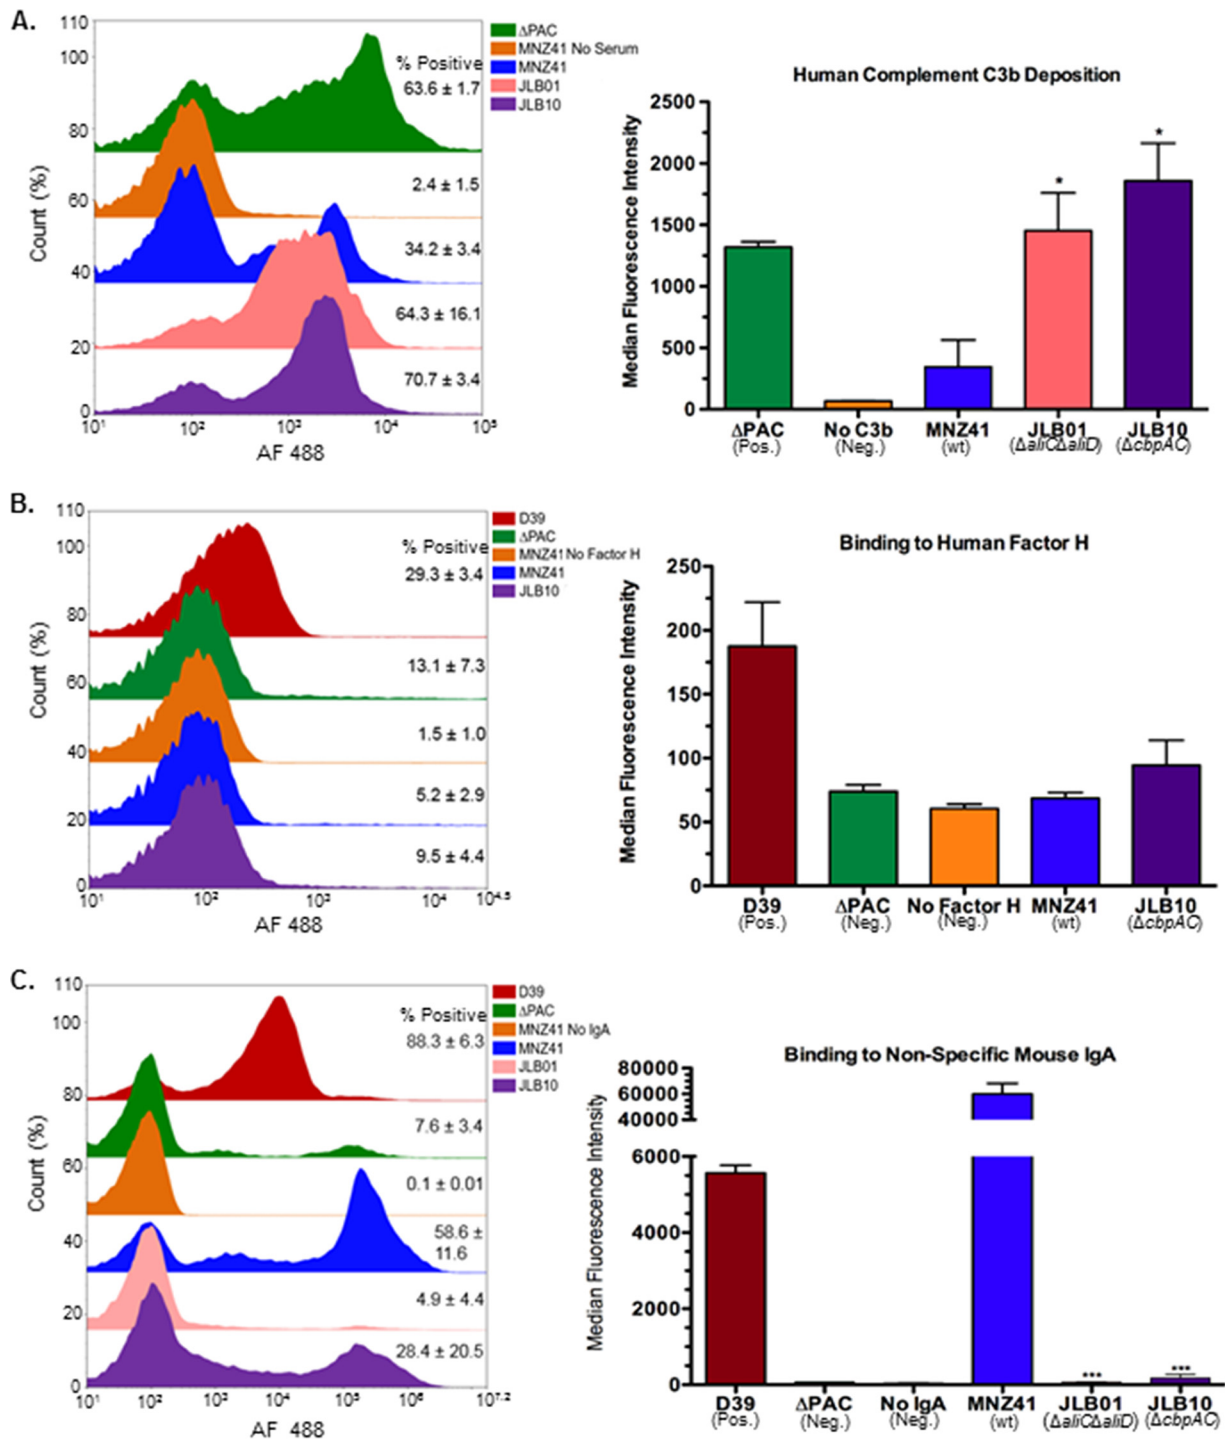 A.
110
100
80
60
40
20
0
Count (%)
% Positive
63.6 ± 1.7
2.4 ± 1.5
34.2 ± 3.4
64.3 ± 16.1
70.7 ± 3.4
10¹ 10² 10³ 10⁴ 10⁵
AF 488
ΔPAC
MNZ41 No Serum
MNZ41
JLB01
JLB10
Human Complement C3b Deposition
Median Fluorescence Intensity
2500
2000
1500
1000
500
0
*
*
ΔPAC No C3b MNZ41 JLB01 JLB10
(Pos.) (Neg.) (wt) (ΔaliCΔaliD) (ΔcbpAC)
B.
110
100
80
60
40
20
0
Count (%)
% Positive
29.3 ± 3.4
13.1 ± 7.3
1.5 ± 1.0
5.2 ± 2.9
9.5 ± 4.4
10¹ 10² 10³ 10⁴ 10⁴·⁵
AF 488
D39
ΔPAC
MNZ41 No Factor H
MNZ41
JLB10
Binding to Human Factor H
Median Fluorescence Intensity
250
200
150
100
50
0
D39 ΔPAC No Factor H MNZ41 JLB10
(Pos.) (Neg.) (Neg.) (wt) (ΔcbpAC)
C.
110
100
80
60
40
20
0
Count (%)
% Positive
88.3 ± 6.3
7.6 ± 3.4
0.1 ± 0.01
58.6 ±
11.6
4.9 ± 4.4
28.4 ± 20.5
10¹ 10² 10³ 10⁴ 10⁵ 10⁶ 10⁷·²
AF 488
D39
ΔPAC
MNZ41 No IgA
MNZ41
JLB01
JLB10
Binding to Non-Specific Mouse IgA
Median Fluorescence Intensity
80000
60000
40000
6000
4000
2000
0
***
***
D39 ΔPAC No IgA MNZ41 JLB01 JLB10
(Pos.) (Neg.) (Neg.) (wt) (ΔaliCΔaliD) (ΔcbpAC)